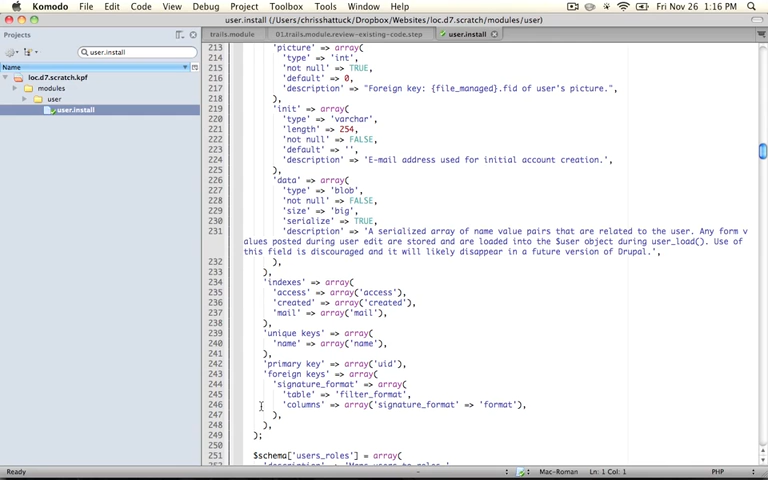 Komodo File Edit Code View Debug Project Tools Window Help Fri Nov 26 1:16 PM
user.install (/Users/chrisshattuck/Dropbox/Websites/loc.d7.scratch/modules/user)
Projects
trails.module 01.trails.module.review-existing-code.step user.install
user.install
Name
loc.d7.scratch.kpf
modules
user
user.install
213 'picture' => array(
214 'type' => 'int',
215 'not null' => TRUE,
216 'default' => 0,
217 'description' => "Foreign key: {file_managed}.fid of user's picture.",
218 ),
219 'init' => array(
220 'type' => 'varchar',
221 'length' => 254,
222 'not null' => FALSE,
223 'default' => '',
224 'description' => 'E-mail address used for initial account creation.',
225 ),
226 'data' => array(
227 'type' => 'blob',
228 'not null' => FALSE,
229 'size' => 'big',
230 'serialize' => TRUE,
231 'description' => 'A serialized array of name value pairs that are related to the user. Any form v
alues posted during user edit are stored and are loaded into the $user object during user_load(). Use of
this field is discouraged and it will likely disappear in a future version of Drupal.',
232 ),
233 ),
234 'indexes' => array(
235 'access' => array('access'),
236 'created' => array('created'),
237 'mail' => array('mail'),
238 ),
239 'unique keys' => array(
240 'name' => array('name'),
241 ),
242 'primary key' => array('uid'),
243 'foreign keys' => array(
244 'signature_format' => array(
245 'table' => 'filter_format',
246 'columns' => array('signature_format' => 'format'),
247 ),
248 ),
249 );
250
251 $schema['users_roles'] = array(
'description' => 'Maps users to roles.',
Ready Mac-Roman Ln: 1 Col: 1 PHP